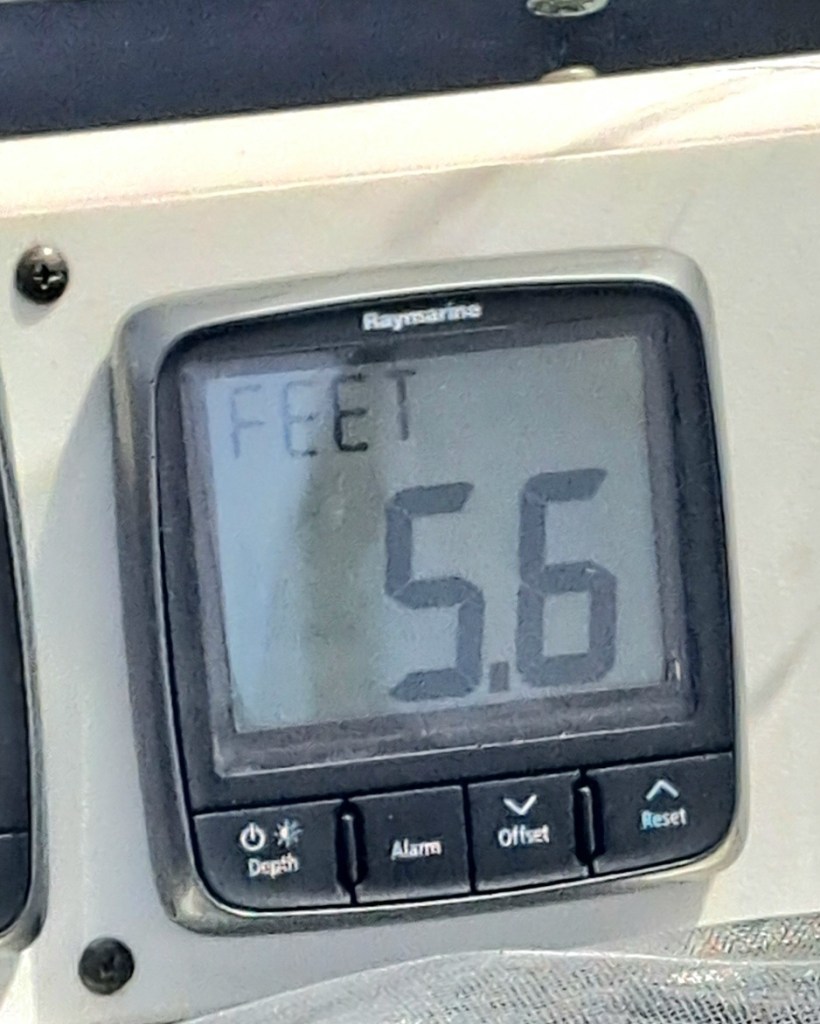 Raymarine
FEET
5.6
Depth
Alarm
Offset
Reset